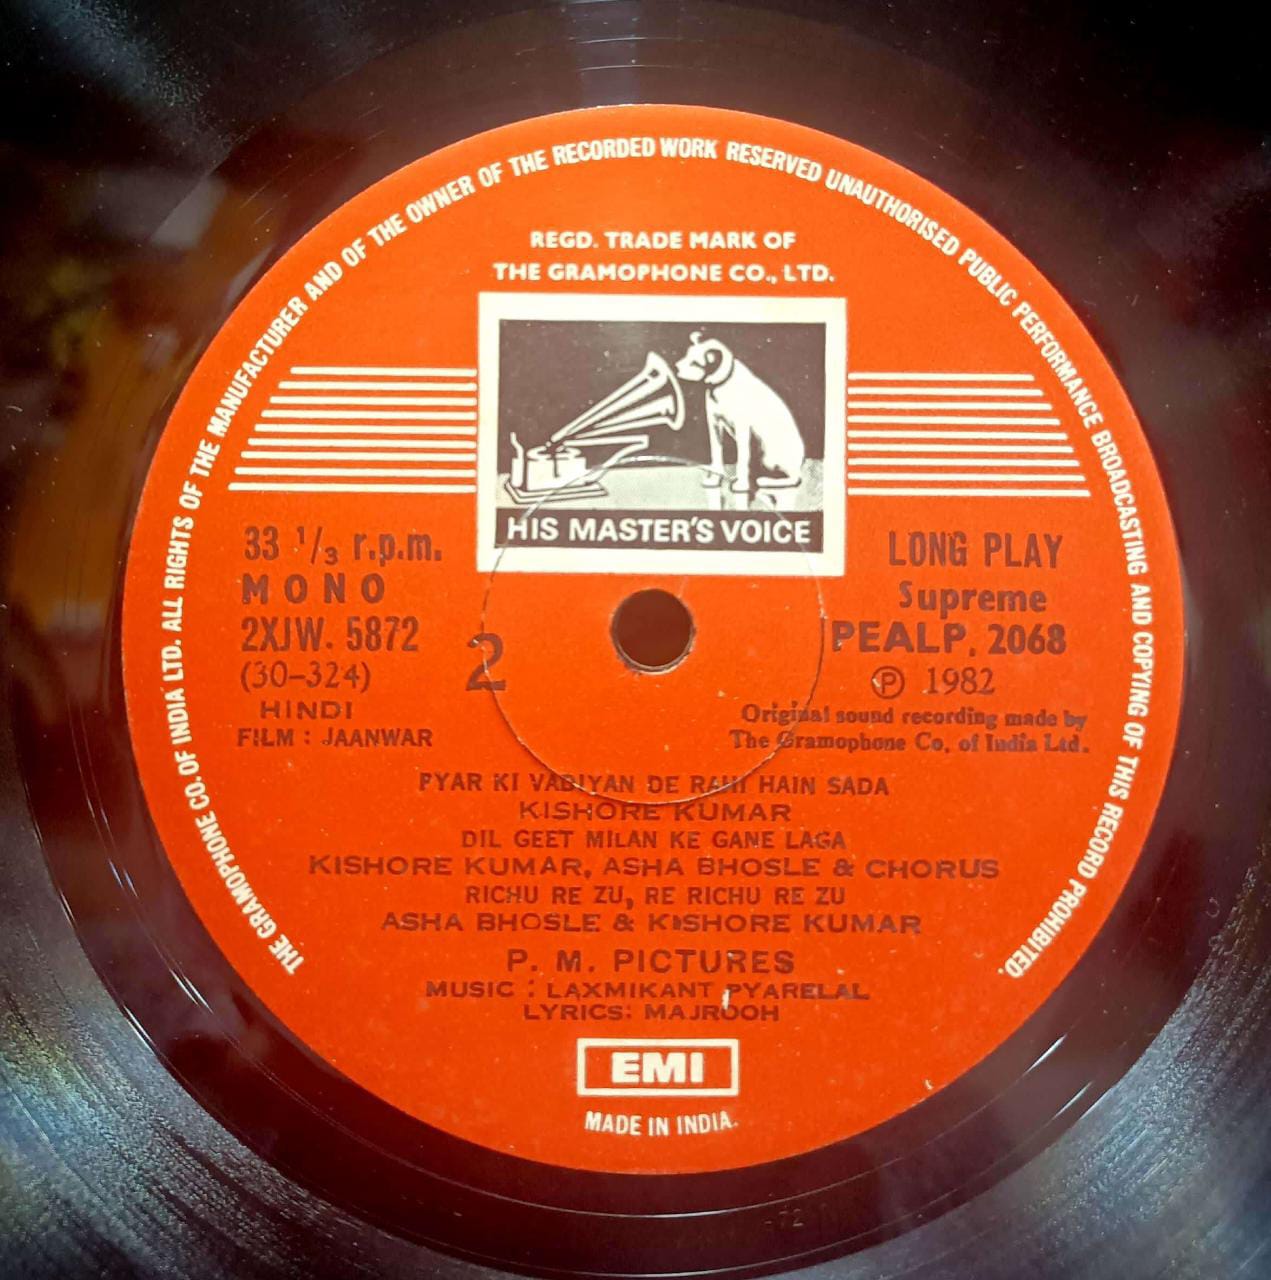 THE GRAMOPHONE CO. OF INDIA LTD. ALL RIGHTS OF THE MANUFACTURER AND OF THE OWNER OF THE RECORDED WORK RESERVED UNAUTHORISED PUBLIC PERFORMANCE BROADCASTING AND COPYING OF THIS RECORD PROHIBITED.
REGD. TRADE MARK OF
THE GRAMOPHONE CO., LTD.
HIS MASTER'S VOICE
33 1/3 r.p.m.
MONO
2XJW. 5872
(30-324)
HINDI
FILM : JAANWAR
2
LONG PLAY
Supreme
PEALP. 2068
Ⓟ 1982
Original sound recording made by
The Gramophone Co. of India Ltd.
PYAR KI VADIYAN DE RAHI HAIN SADA
KISHORE KUMAR
DIL GEET MILAN KE GANE LAGA
KISHORE KUMAR, ASHA BHOSLE & CHORUS
RICHU RE ZU, RE RICHU RE ZU
ASHA BHOSLE & KISHORE KUMAR
P. M. PICTURES
MUSIC : LAXMIKANT PYARELAL
LYRICS: MAJROOH
EMI
MADE IN INDIA.